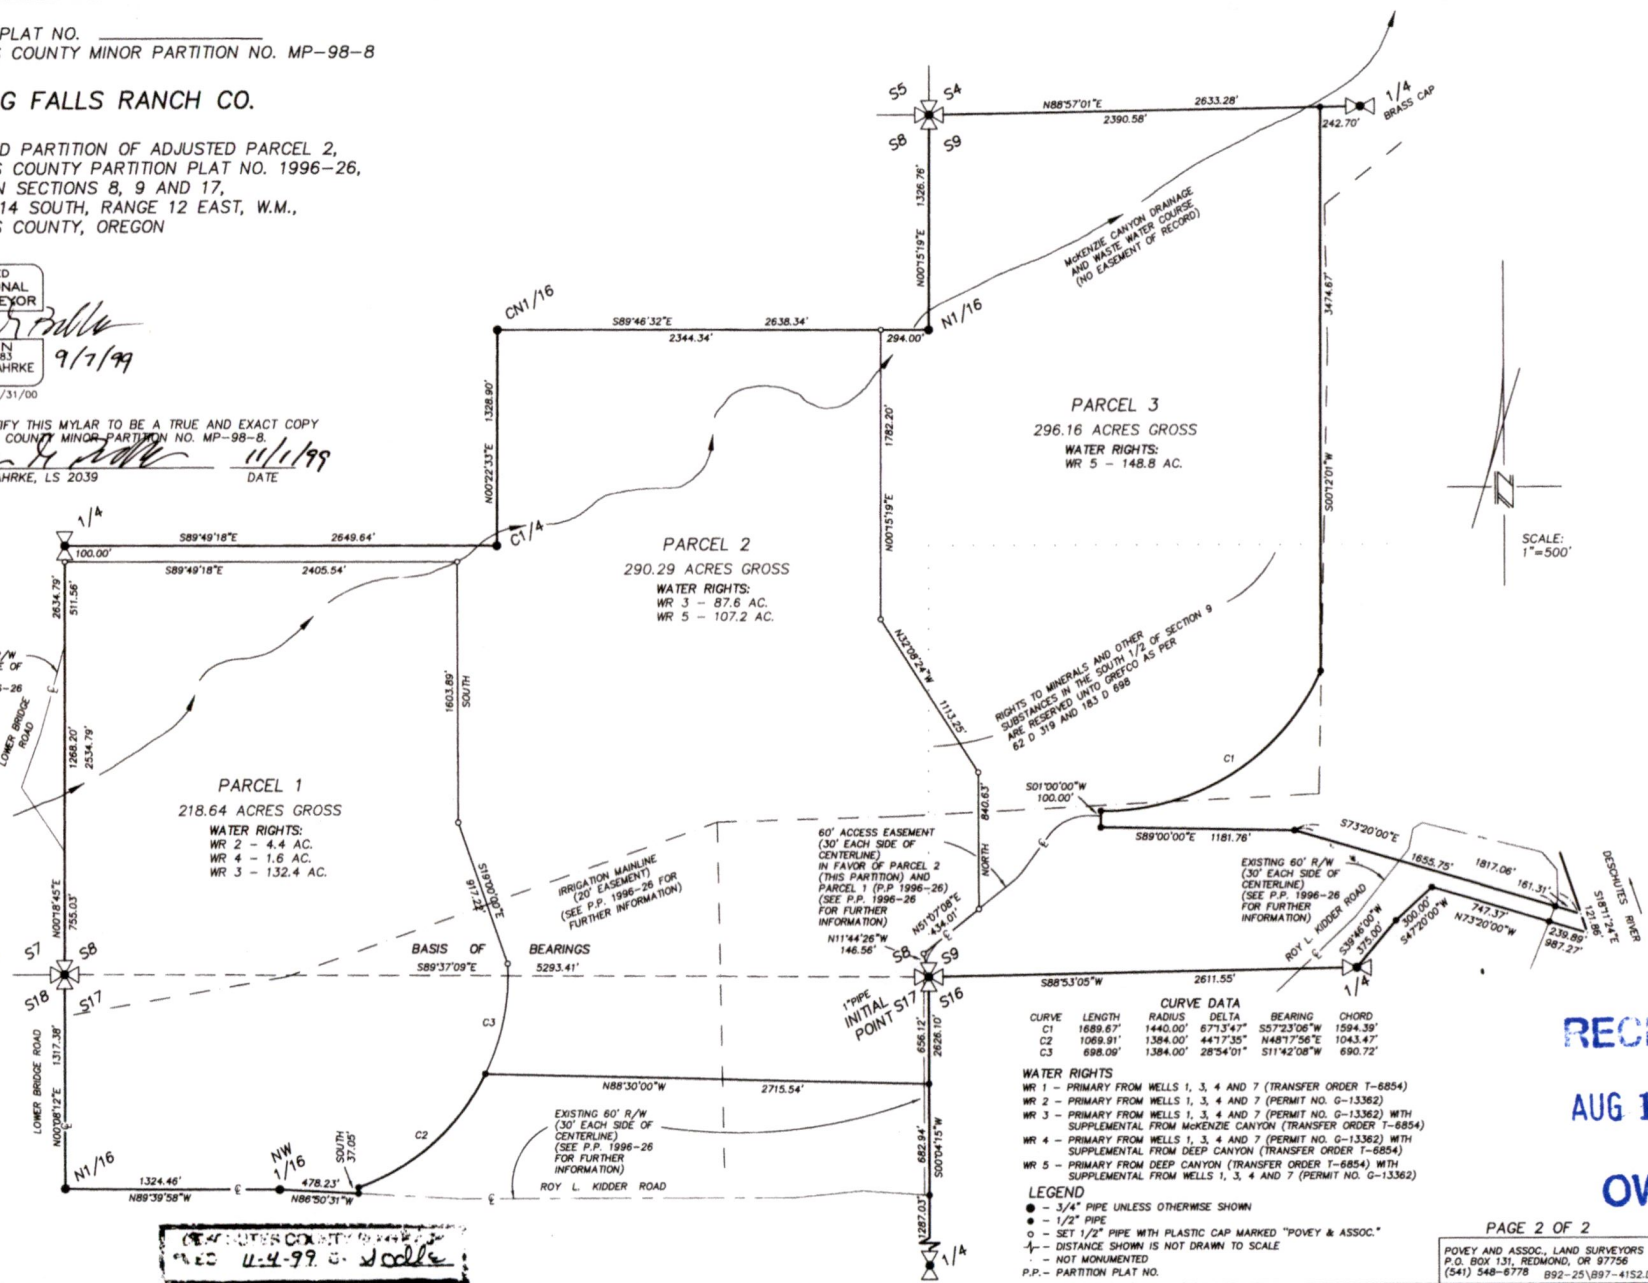 PLAT NO.
COUNTY MINOR PARTITION NO. MP-98-8
G FALLS RANCH CO.
D PARTITION OF ADJUSTED PARCEL 2,
COUNTY PARTITION PLAT NO. 1996-26,
SECTIONS 8, 9 AND 17,
14 SOUTH, RANGE 12 EAST, W.M.,
COUNTY, OREGON
9/7/99
/31/00
IFY THIS MYLAR TO BE A TRUE AND EXACT COPY
COUNTY MINOR PARTITION NO. MP-98-8.
11/1/99
AHRKE, LS 2039
DATE
S5 S4
S8 S9
N88°57'01"E 2633.28'
2390.58'
242.70'
1/4
BRASS CAP
1326.76'
N00°15'19"E
McKENZIE CANYON DRAINAGE
AND WASTE WATER COURSE
(NO EASEMENT OF RECORD)
3474.67'
S00°12'01"W
CN1/16
S89°46'32"E 2638.34'
2344.34'
294.00'
N1/16
1328.90'
N00°22'33"E
1782.20'
N00°15'19"E
PARCEL 3
296.16 ACRES GROSS
WATER RIGHTS:
WR 5 - 148.8 AC.
SCALE:
1"=500'
1/4
S89°49'18"E 2649.64'
C1/4
100.00'
S89°49'18"E 2405.54'
2634.79'
511.56'
PARCEL 2
290.29 ACRES GROSS
WATER RIGHTS:
WR 3 - 87.6 AC.
WR 5 - 107.2 AC.
R/W
E OF
-26
LOWER BRIDGE
ROAD
1268.20'
2534.79'
1603.89'
SOUTH
N32°08'24"W
1113.25'
RIGHTS TO MINERALS AND OTHER
SUBSTANCES IN THE SOUTH 1/2 OF SECTION 9
ARE RESERVED UNTO GREFCO AS PER
62 D 319 AND 183 D 698
C1
PARCEL 1
218.64 ACRES GROSS
WATER RIGHTS:
WR 2 - 4.4 AC.
WR 4 - 1.6 AC.
WR 3 - 132.4 AC.
S01°00'00"W
100.00'
840.63'
NORTH
S89°00'00"E 1181.76'
S73°20'00"E
1655.75'
1817.06'
161.31'
DESCHUTES RIVER
S18°11'24"E
121.86'
60' ACCESS EASEMENT
(30' EACH SIDE OF
CENTERLINE)
IN FAVOR OF PARCEL 2
(THIS PARTITION) AND
PARCEL 1 (P.P 1996-26)
(SEE P.P. 1996-26
FOR FURTHER
INFORMATION)
EXISTING 60' R/W
(30' EACH SIDE OF
CENTERLINE)
(SEE P.P. 1996-26
FOR FURTHER
INFORMATION)
ROY L. KIDDER ROAD
S39°46'00"W
375.00'
300.00'
S47°20'00"W
747.37'
N73°20'00"W
239.89'
987.27'
IRRIGATION MAINLINE
(20' EASEMENT)
(SEE P.P. 1996-26 FOR
FURTHER INFORMATION)
S19°00'00"E
N51°07'08"E
434.01'
N11°44'26"W
146.56'
N00°18'45"E
755.03'
S7 S8
S18 S17
BASIS OF BEARINGS
S89°37'09"E 5293.41'
S8 S9
S17 S16
1"PIPE
INITIAL
POINT
S88°53'05"W 2611.55'
1/4
C3
LOWER BRIDGE ROAD
N00°08'12"E 1317.38'
656.12'
2626.10'
N88°30'00"W 2715.54'
C2
EXISTING 60' R/W
(30' EACH SIDE OF
CENTERLINE)
(SEE P.P. 1996-26
FOR FURTHER
INFORMATION)
ROY L. KIDDER ROAD
682.94'
S00°04'15"W
1287.03'
1/4
N1/16
1324.46'
N89°39'58"W
NW
1/16
478.23'
N86°50'31"W
SOUTH
37.05'
CURVE DATA
CURVE LENGTH RADIUS DELTA BEARING CHORD
C1 1689.67' 1440.00' 67°13'47" S57°23'06"W 1594.39'
C2 1069.91' 1384.00' 44°17'35" N48°17'56"E 1043.47'
C3 698.09' 1384.00' 28°54'01" S11°42'08"W 690.72'
WATER RIGHTS
WR 1 - PRIMARY FROM WELLS 1, 3, 4 AND 7 (TRANSFER ORDER T-6854)
WR 2 - PRIMARY FROM WELLS 1, 3, 4 AND 7 (PERMIT NO. G-13362)
WR 3 - PRIMARY FROM WELLS 1, 3, 4 AND 7 (PERMIT NO. G-13362) WITH
SUPPLEMENTAL FROM McKENZIE CANYON (TRANSFER ORDER T-6854)
WR 4 - PRIMARY FROM WELLS 1, 3, 4 AND 7 (PERMIT NO. G-13362) WITH
SUPPLEMENTAL FROM DEEP CANYON (TRANSFER ORDER T-6854)
WR 5 - PRIMARY FROM DEEP CANYON (TRANSFER ORDER T-6854) WITH
SUPPLEMENTAL FROM WELLS 1, 3, 4 AND 7 (PERMIT NO. G-13362)
LEGEND
- 3/4" PIPE UNLESS OTHERWISE SHOWN
- 1/2" PIPE
- SET 1/2" PIPE WITH PLASTIC CAP MARKED "POVEY & ASSOC."
- DISTANCE SHOWN IS NOT DRAWN TO SCALE
- NOT MONUMENTED
P.P. - PARTITION PLAT NO.
REC
AUG 1
OW
PAGE 2 OF 2
POVEY AND ASSOC., LAND SURVEYORS
P.O. BOX 131, REDMOND, OR 97756
(541) 548-6778 B92-25\B97-41S2.
11-4-99